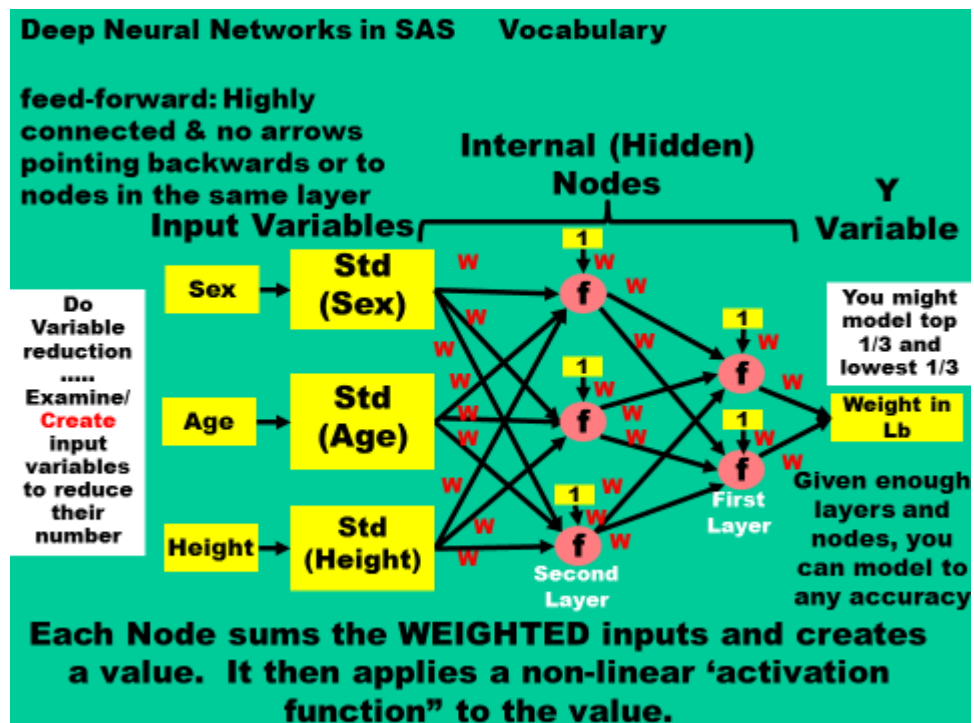 Deep Neural Networks in SAS Vocabulary
feed-forward: Highly
connected & no arrows
pointing backwards or to
nodes in the same layer
Internal (Hidden)
Nodes
Y
Variable
Input Variables
Do
Variable
reduction
.....
Examine/
Create
input
variables
to reduce
their
number
Sex
Std
(Sex)
Age
Std
(Age)
Height
Std
(Height)
W
W
W
W
W
W
W
W
W
1
W
f
1
W
f
1
W
f
Second
Layer
W
W
W
W
W
W
1
W
f
1
W
f
First
Layer
W
W
You might
model top
1/3 and
lowest 1/3
Weight in
Lb
Given enough
layers and
nodes, you
can model to
any accuracy
Each Node sums the WEIGHTED inputs and creates
a value. It then applies a non-linear ‘activation
function” to the value.